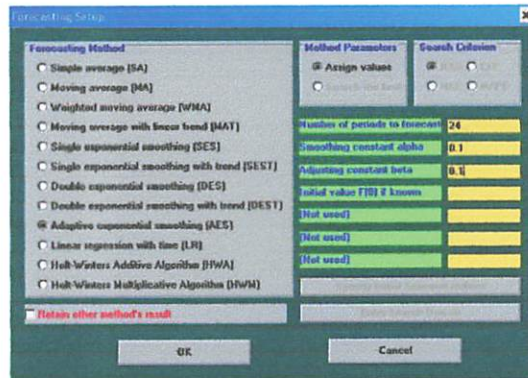 Forecasting Setup
Forecasting Method
Simple average (SA)
Moving average (MA)
Weighted moving average (WMA)
Moving average with linear trend (MAT)
Single exponential smoothing (SES)
Single exponential smoothing with trend (SEST)
Double exponential smoothing (DES)
Double exponential smoothing with trend (DEST)
Adaptive exponential smoothing (AES)
Linear regression with time (LR)
Holt-Winters Additive Algorithm (HWA)
Holt-Winters Multiplicative Algorithm (HWM)
Retain other method's result
Method Parameters
Assign values
Search Criterion
Number of periods to forecast 24
Smoothing constant alpha 0.1
Adjusting constant beta 0.1
Initial value F(0) if known
(Not used)
(Not used)
(Not used)
OK
Cancel